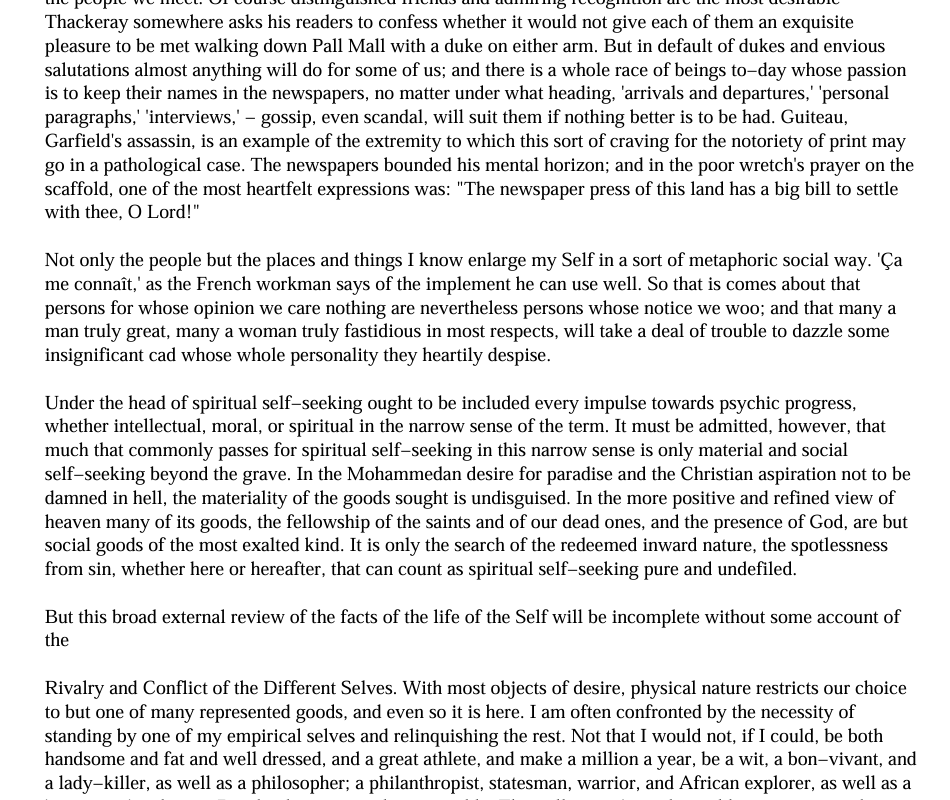 the people we meet. Of course distinguished friends and admiring recognition are the most desirable
Thackeray somewhere asks his readers to confess whether it would not give each of them an exquisite
pleasure to be met walking down Pall Mall with a duke on either arm. But in default of dukes and envious
salutations almost anything will do for some of us; and there is a whole race of beings to−day whose passion
is to keep their names in the newspapers, no matter under what heading, 'arrivals and departures,' 'personal
paragraphs,' 'interviews,' − gossip, even scandal, will suit them if nothing better is to be had. Guiteau,
Garfield's assassin, is an example of the extremity to which this sort of craving for the notoriety of print may
go in a pathological case. The newspapers bounded his mental horizon; and in the poor wretch's prayer on the
scaffold, one of the most heartfelt expressions was: "The newspaper press of this land has a big bill to settle
with thee, O Lord!"
Not only the people but the places and things I know enlarge my Self in a sort of metaphoric social way. 'Ça
me connaît,' as the French workman says of the implement he can use well. So that is comes about that
persons for whose opinion we care nothing are nevertheless persons whose notice we woo; and that many a
man truly great, many a woman truly fastidious in most respects, will take a deal of trouble to dazzle some
insignificant cad whose whole personality they heartily despise.
Under the head of spiritual self−seeking ought to be included every impulse towards psychic progress,
whether intellectual, moral, or spiritual in the narrow sense of the term. It must be admitted, however, that
much that commonly passes for spiritual self−seeking in this narrow sense is only material and social
self−seeking beyond the grave. In the Mohammedan desire for paradise and the Christian aspiration not to be
damned in hell, the materiality of the goods sought is undisguised. In the more positive and refined view of
heaven many of its goods, the fellowship of the saints and of our dead ones, and the presence of God, are but
social goods of the most exalted kind. It is only the search of the redeemed inward nature, the spotlessness
from sin, whether here or hereafter, that can count as spiritual self−seeking pure and undefiled.
But this broad external review of the facts of the life of the Self will be incomplete without some account of
the
Rivalry and Conflict of the Different Selves. With most objects of desire, physical nature restricts our choice
to but one of many represented goods, and even so it is here. I am often confronted by the necessity of
standing by one of my empirical selves and relinquishing the rest. Not that I would not, if I could, be both
handsome and fat and well dressed, and a great athlete, and make a million a year, be a wit, a bon−vivant, and
a lady−killer, as well as a philosopher; a philanthropist, statesman, warrior, and African explorer, as well as a